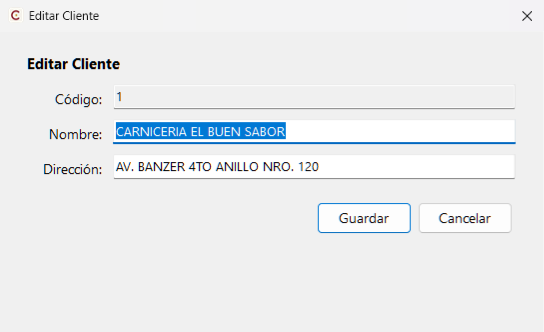 Editar Cliente
Editar Cliente
Código: 1
Nombre: CARNICERIA EL BUEN SABOR
Dirección: AV. BANZER 4TO ANILLO NRO. 120
Guardar Cancelar